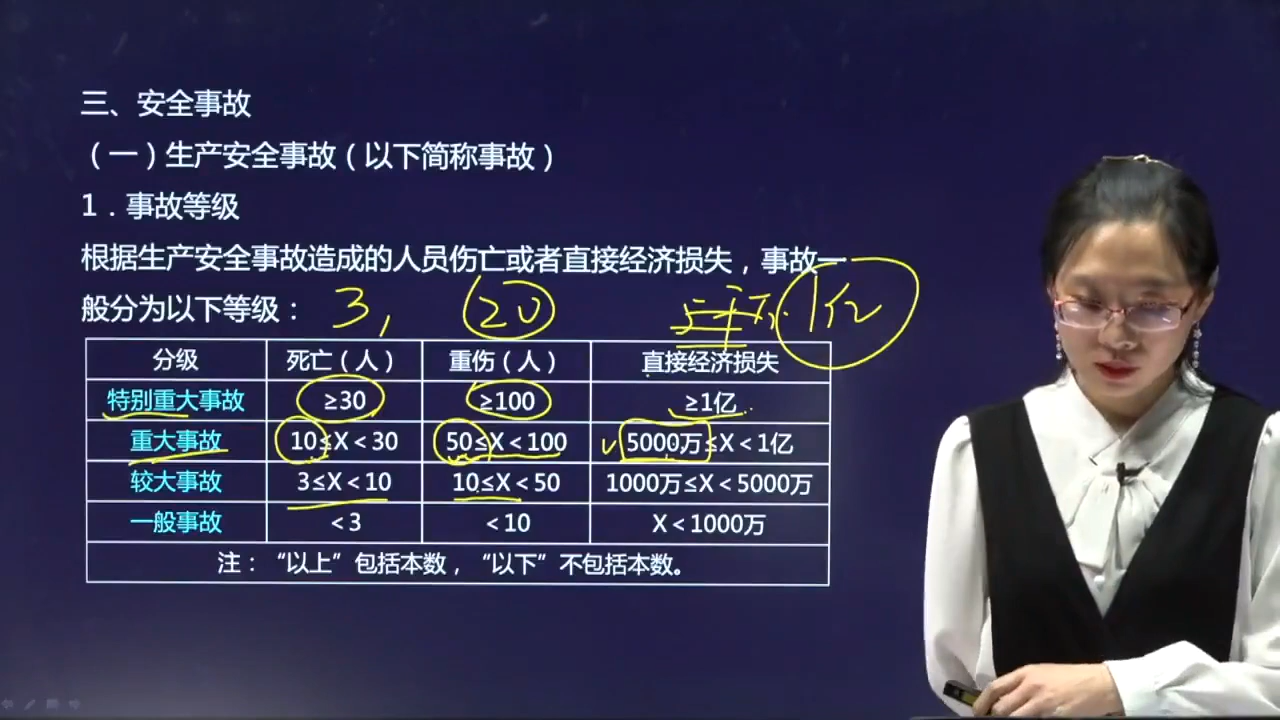 三、安全事故
（一）生产安全事故（以下简称事故）
1．事故等级
根据生产安全事故造成的人员伤亡或者直接经济损失，事故一
般分为以下等级：
3, 20 1亿
分级 死亡（人） 重伤（人） 直接经济损失
特别重大事故 ≥30 ≥100 ≥1亿
重大事故 10≤X＜30 50≤X＜100 5000万≤X＜1亿
较大事故 3≤X＜10 10≤X＜50 1000万≤X＜5000万
一般事故 ＜3 ＜10 X＜1000万
注：“以上”包括本数，“以下”不包括本数。